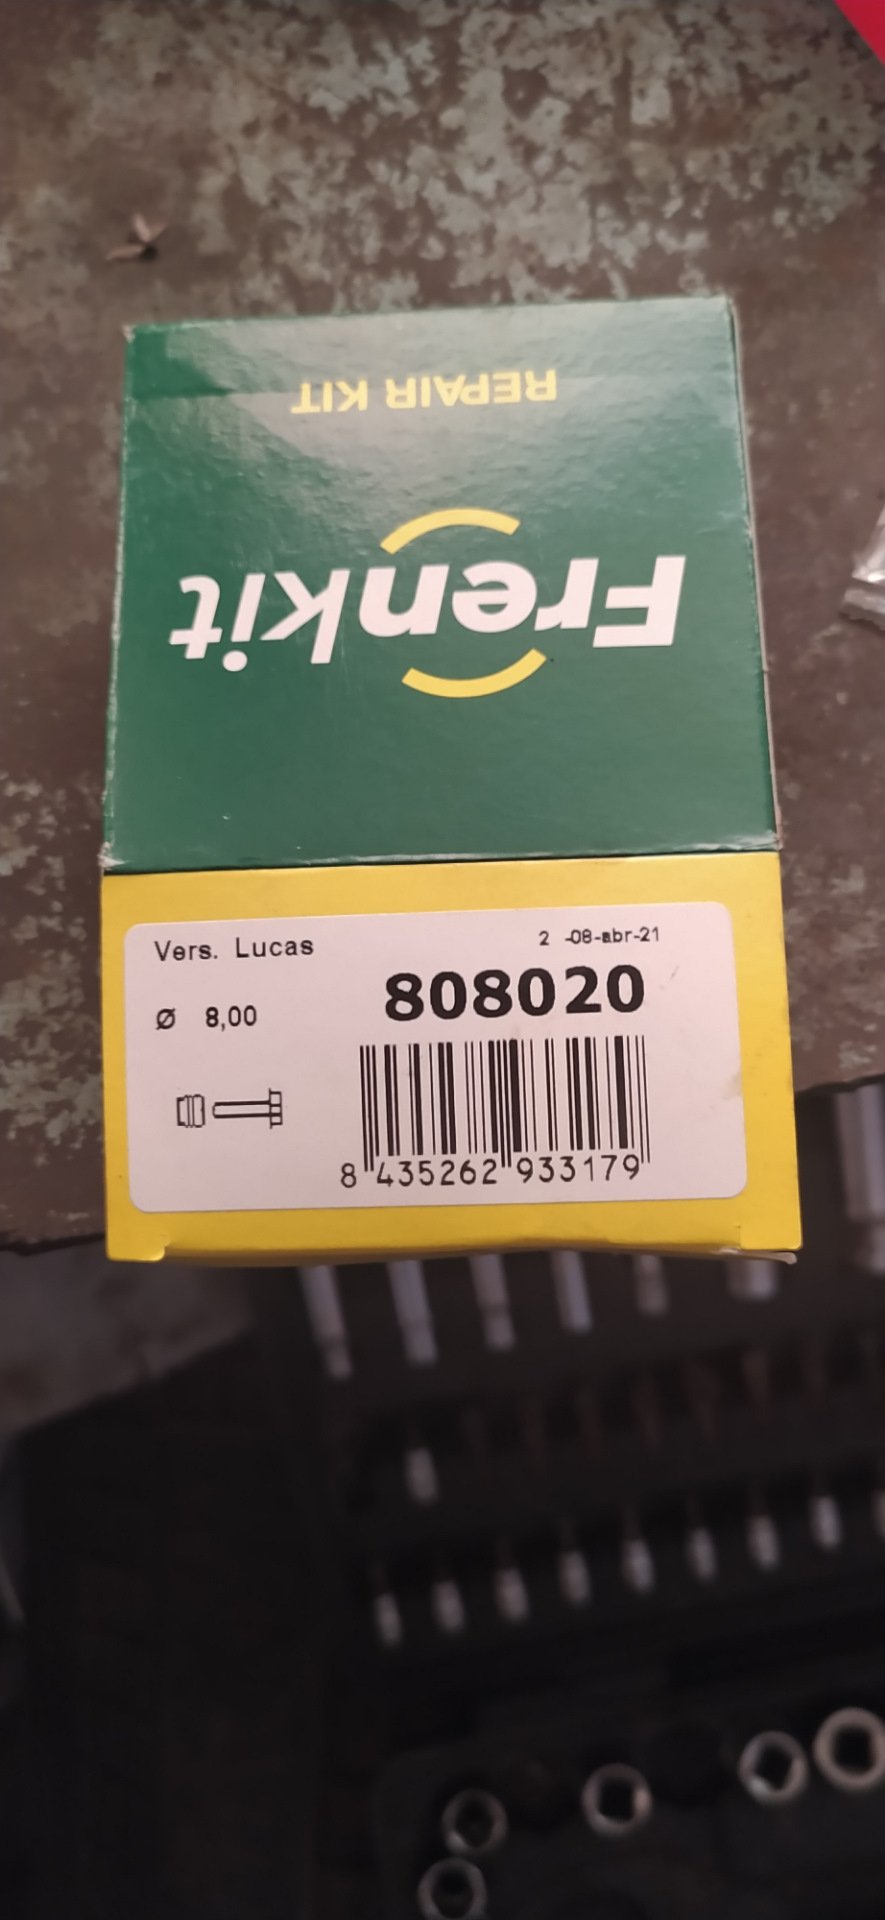 REPAIR KIT
Frenkit
Vers. Lucas
2 -08-abr-21
Ø 8,00
808020
8 435262 933179